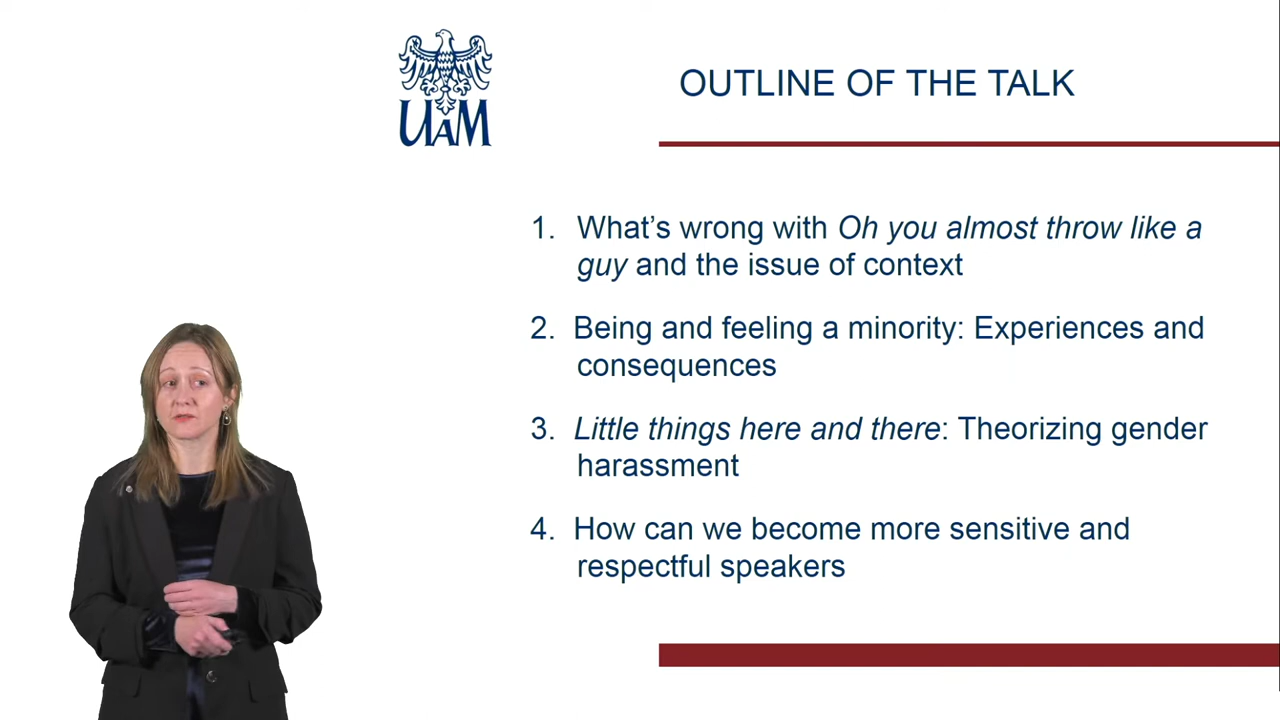 UAM
OUTLINE OF THE TALK
1. What's wrong with Oh you almost throw like a
guy and the issue of context
2. Being and feeling a minority: Experiences and
consequences
3. Little things here and there: Theorizing gender
harassment
4. How can we become more sensitive and
respectful speakers